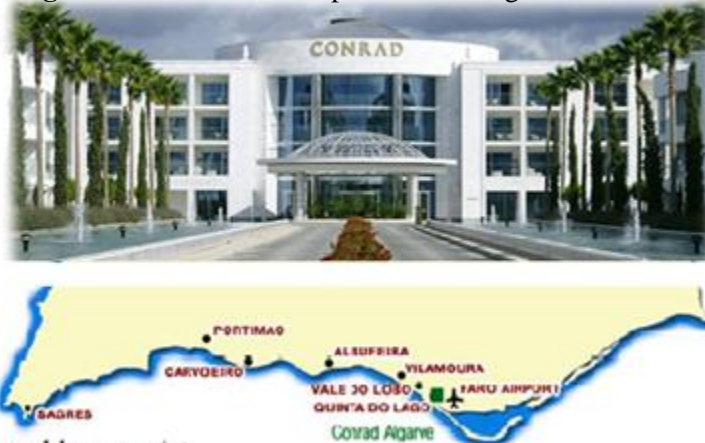 CONRAD
PORTIMAO
ALBUFEIRA
CARVOEIRO
VILAMOURA
VALE DO LOBO
FARO AIRPORT
QUINTA DO LAGO
SAGRES
Conrad Algarve